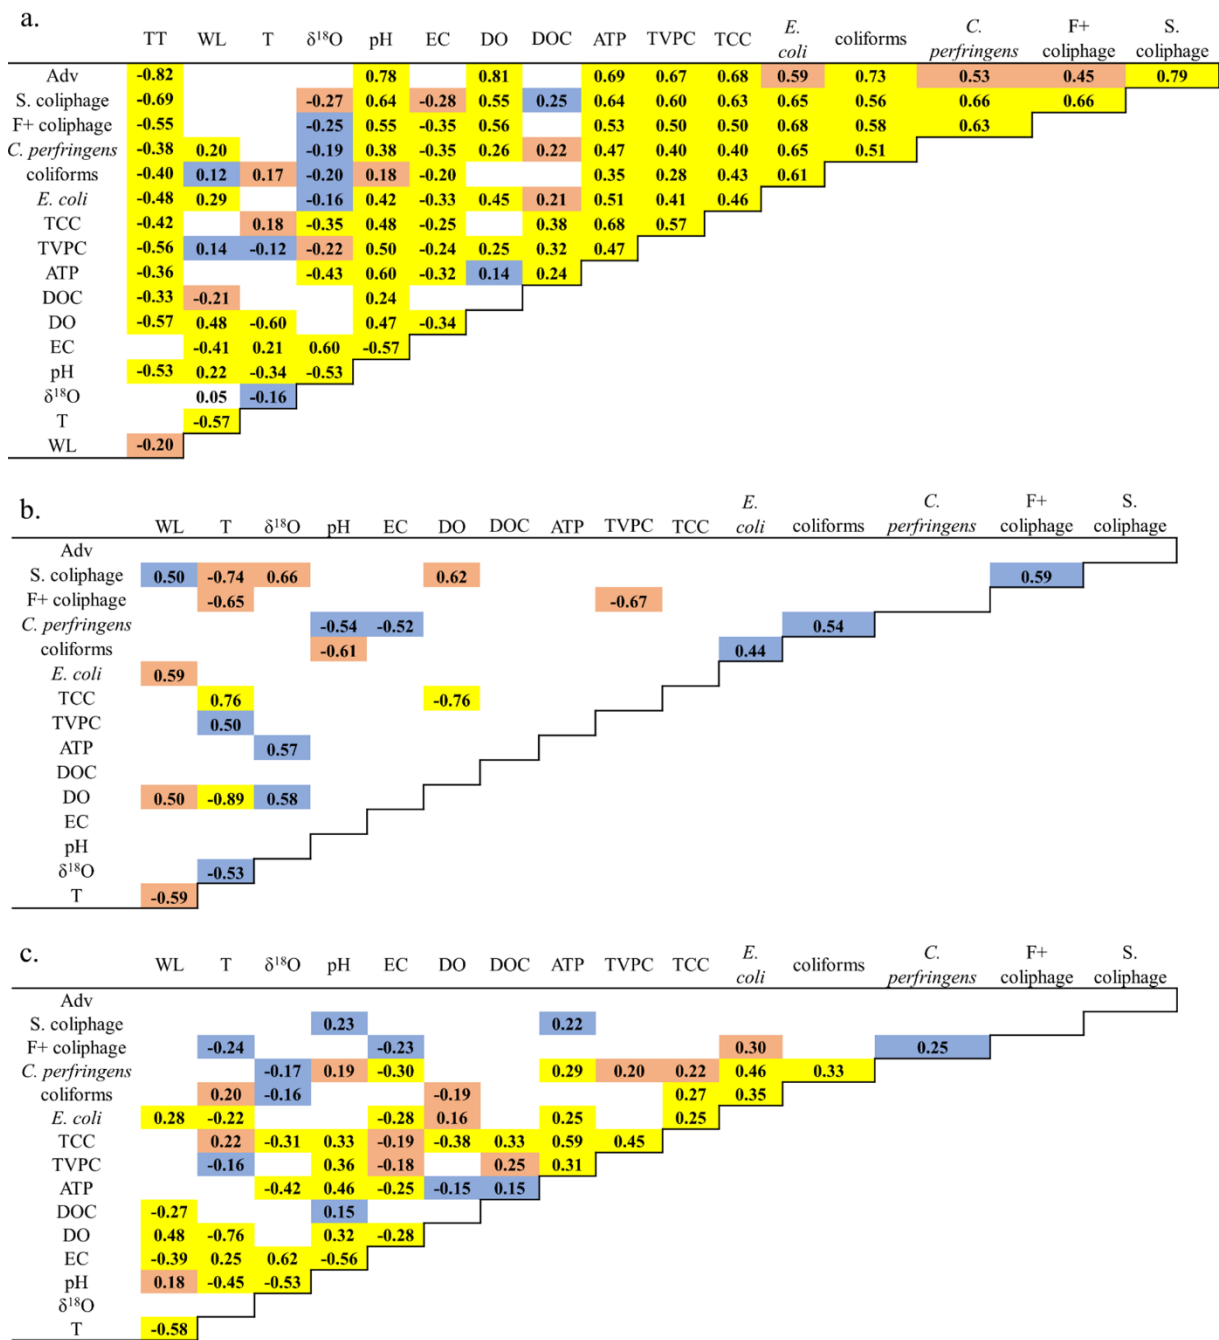 a.
TT WL T δ18O pH EC DO DOC ATP TVPC TCC E. coli coliforms C. perfringens F+ coliphage S. coliphage
Adv -0.82 0.78 0.81 0.69 0.67 0.68 0.59 0.73 0.53 0.45 0.79
S. coliphage -0.69 -0.27 0.64 -0.28 0.55 0.25 0.64 0.60 0.63 0.65 0.56 0.66 0.66
F+ coliphage -0.55 -0.25 0.55 -0.35 0.56 0.53 0.50 0.50 0.68 0.58 0.63
C. perfringens -0.38 0.20 -0.19 0.38 -0.35 0.26 0.22 0.47 0.40 0.40 0.65 0.51
coliforms -0.40 0.12 0.17 -0.20 0.18 -0.20 0.35 0.28 0.43 0.61
E. coli -0.48 0.29 -0.16 0.42 -0.33 0.45 0.21 0.51 0.41 0.46
TCC -0.42 0.18 -0.35 0.48 -0.25 0.38 0.68 0.57
TVPC -0.56 0.14 -0.12 -0.22 0.50 -0.24 0.25 0.32 0.47
ATP -0.36 -0.43 0.60 -0.32 0.14 0.24
DOC -0.33 -0.21 0.24
DO -0.57 0.48 -0.60 0.47 -0.34
EC -0.41 0.21 0.60 -0.57
pH -0.53 0.22 -0.34 -0.53
δ18O 0.05 -0.16
T -0.57
WL -0.20
b.
WL T δ18O pH EC DO DOC ATP TVPC TCC E. coli coliforms C. perfringens F+ coliphage S. coliphage
Adv
S. coliphage 0.50 -0.74 0.66 0.62 0.59
F+ coliphage -0.65 -0.67
C. perfringens -0.54 -0.52 0.54
coliforms -0.61 0.44
E. coli 0.59
TCC 0.76 -0.76
TVPC 0.50
ATP 0.57
DOC
DO 0.50 -0.89 0.58
EC
pH
δ18O -0.53
T -0.59
c.
WL T δ18O pH EC DO DOC ATP TVPC TCC E. coli coliforms C. perfringens F+ coliphage S. coliphage
Adv
S. coliphage 0.23 0.22
F+ coliphage -0.24 -0.23 0.30 0.25
C. perfringens -0.17 0.19 -0.30 0.29 0.20 0.22 0.46 0.33
coliforms 0.20 -0.16 -0.19 0.27 0.35
E. coli 0.28 -0.22 -0.28 0.16 0.25 0.25
TCC 0.22 -0.31 0.33 -0.19 -0.38 0.33 0.59 0.45
TVPC -0.16 0.36 -0.18 0.25 0.31
ATP -0.42 0.46 -0.25 -0.15 0.15
DOC -0.27 0.15
DO 0.48 -0.76 0.32 -0.28
EC -0.39 0.25 0.62 -0.56
pH 0.18 -0.45 -0.53
δ18O
T -0.58